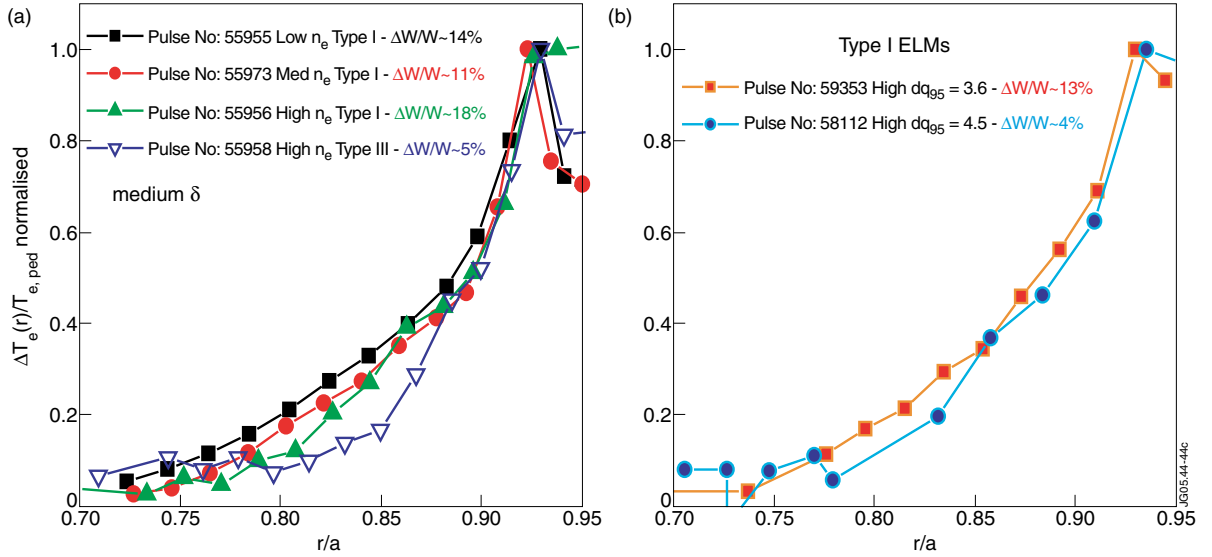 (a)
Pulse No: 55955 Low n_e Type I - ΔW/W~14%
Pulse No: 55973 Med n_e Type I - ΔW/W~11%
Pulse No: 55956 High n_e Type I - ΔW/W~18%
Pulse No: 55958 High n_e Type III - ΔW/W~5%
medium δ
ΔT_e(r)/T_e, ped normalised
1.0
0.8
0.6
0.4
0.2
0
0.70 0.75 0.80 0.85 0.90 0.95
r/a
(b)
Type I ELMs
Pulse No: 59353 High dq_95 = 3.6 - ΔW/W~13%
Pulse No: 58112 High dq_95 = 4.5 - ΔW/W~4%
1.0
0.8
0.6
0.4
0.2
0
0.70 0.75 0.80 0.85 0.90 0.95
r/a
JG05.44-44c